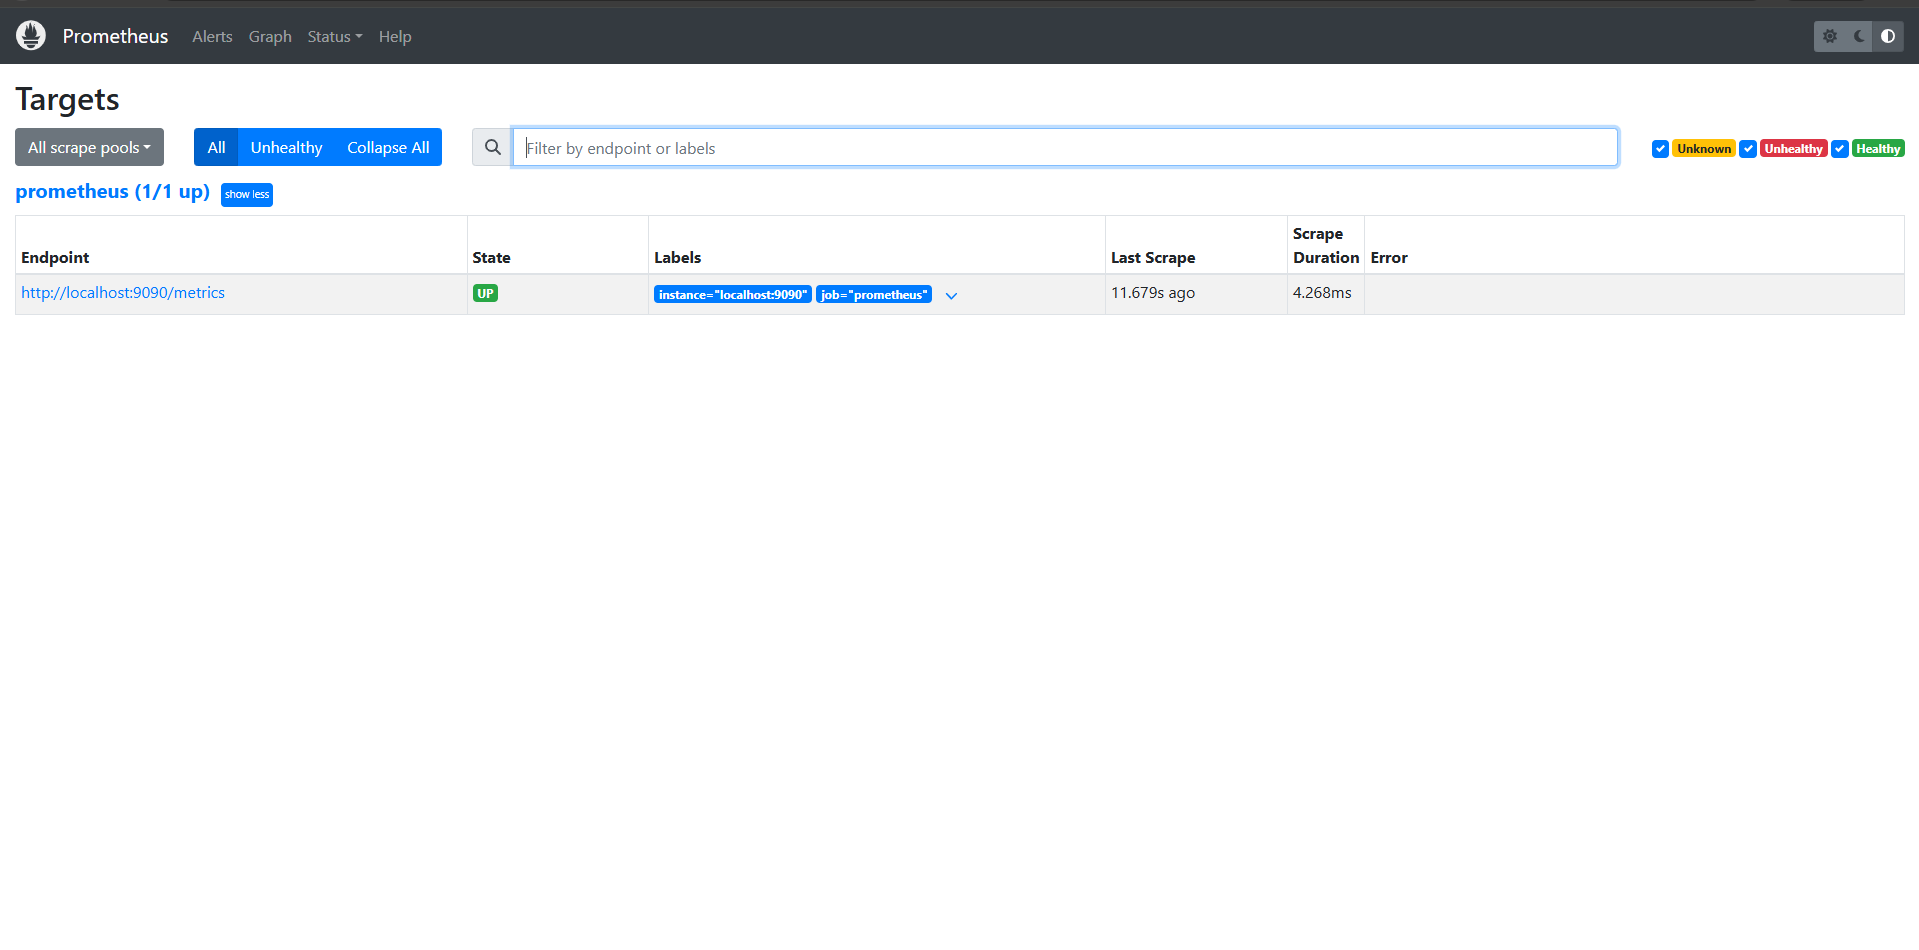 Prometheus Alerts Graph Status Help
Targets
All scrape pools All Unhealthy Collapse All Filter by endpoint or labels Unknown Unhealthy Healthy
prometheus (1/1 up) show less
Endpoint State Labels Last Scrape Scrape Duration Error
http://localhost:9090/metrics UP instance="localhost:9090" job="prometheus" 11.679s ago 4.268ms